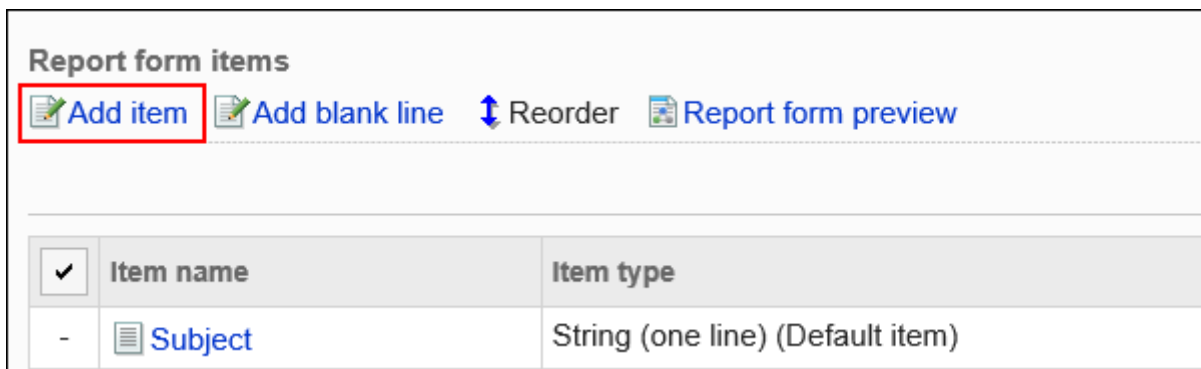 Report form items
Add item Add blank line Reorder Report form preview
Item name Item type
- Subject String (one line) (Default item)